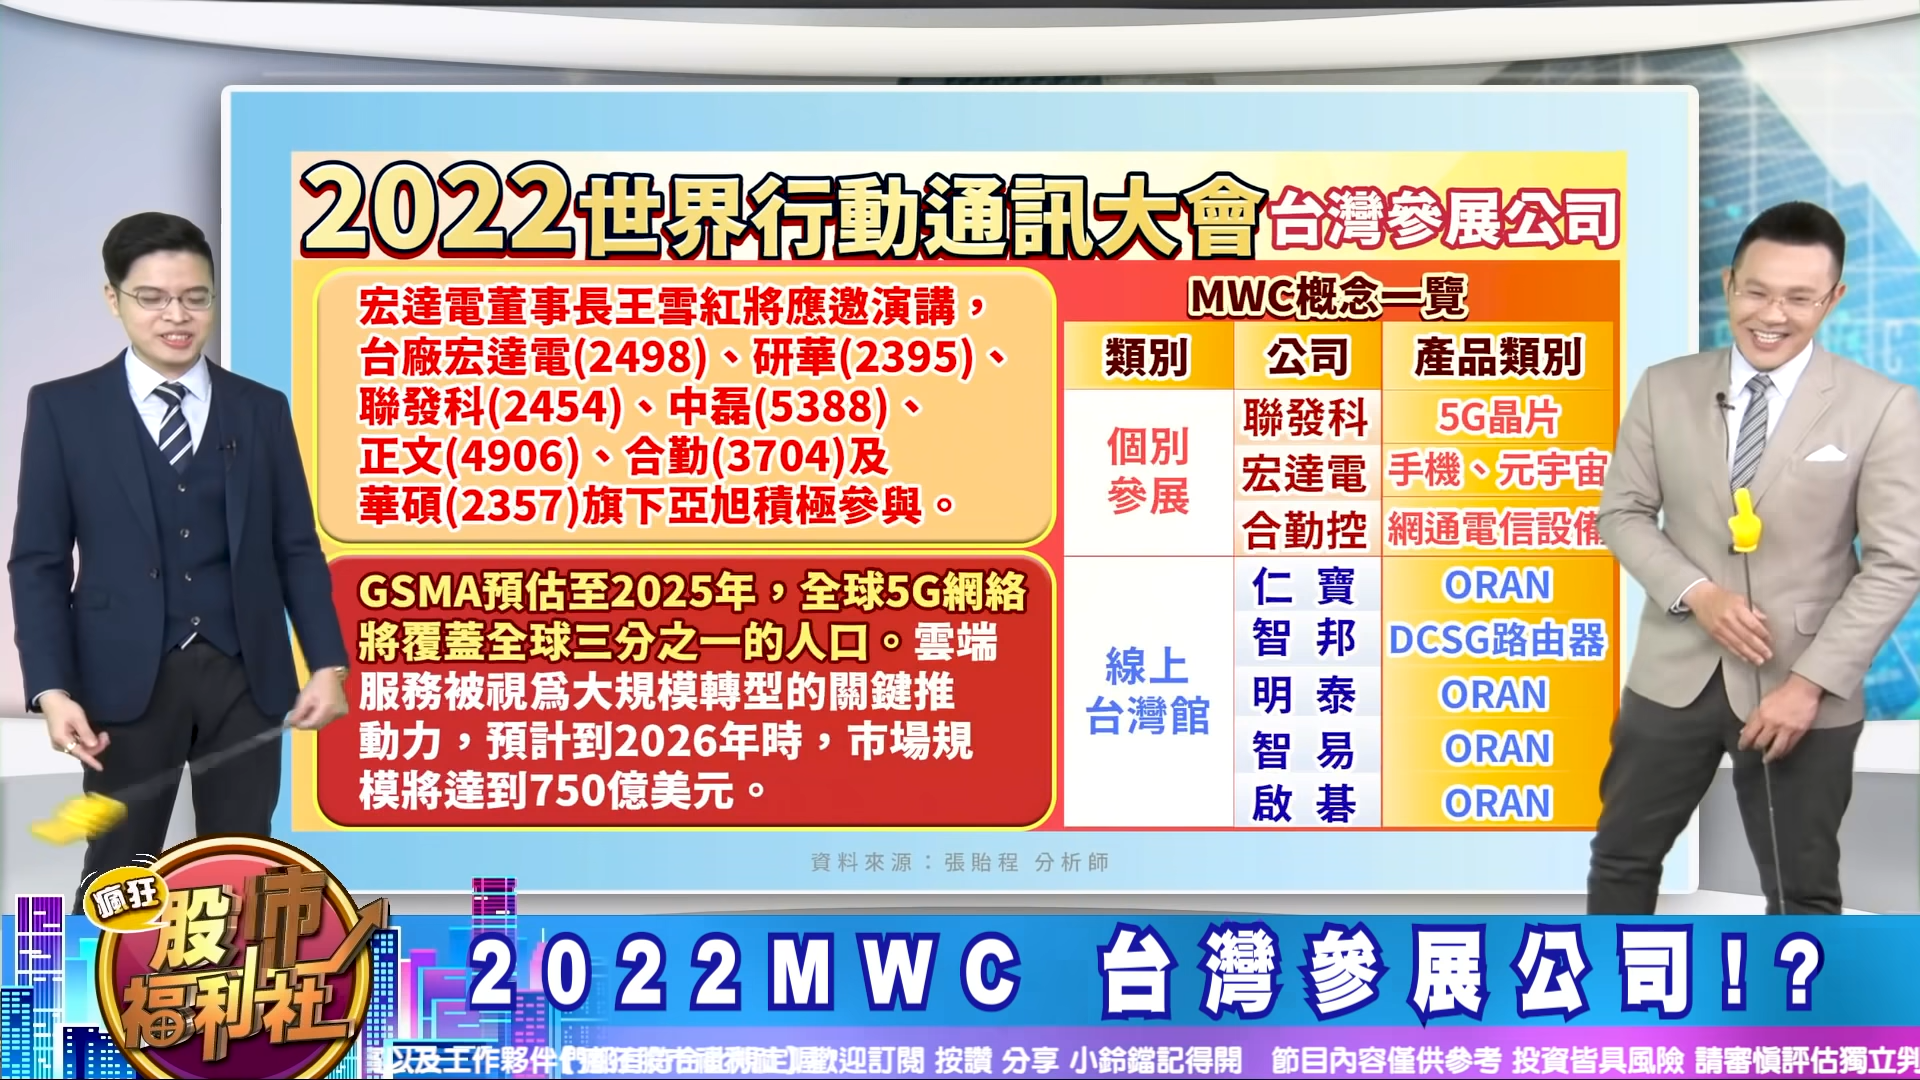 2022世界行動通訊大會台灣參展公司
宏達電董事長王雪紅將應邀演講，
台廠宏達電(2498)、研華(2395)、
聯發科(2454)、中磊(5388)、
正文(4906)、合勤(3704)及
華碩(2357)旗下亞旭積極參與。
GSMA預估至2025年，全球5G網絡
將覆蓋全球三分之一的人口。雲端
服務被視為大規模轉型的關鍵推
動力，預計到2026年時，市場規
模將達到750億美元。
MWC概念一覽
類別 公司 產品類別
個別
參展
聯發科 5G晶片
宏達電 手機、元宇宙
合勤控 網通電信設備
線上
台灣館
仁寶 ORAN
智邦 DCSG路由器
明泰 ORAN
智易 ORAN
啟碁 ORAN
資料來源：張貽程 分析師
瘋狂
股市
福利社
2022MWC 台灣參展公司!?
以及工作夥伴
歡迎訂閱 按讚 分享 小鈴鐺記得開 節目內容僅供參考 投資皆具風險 請審慎評估獨立判